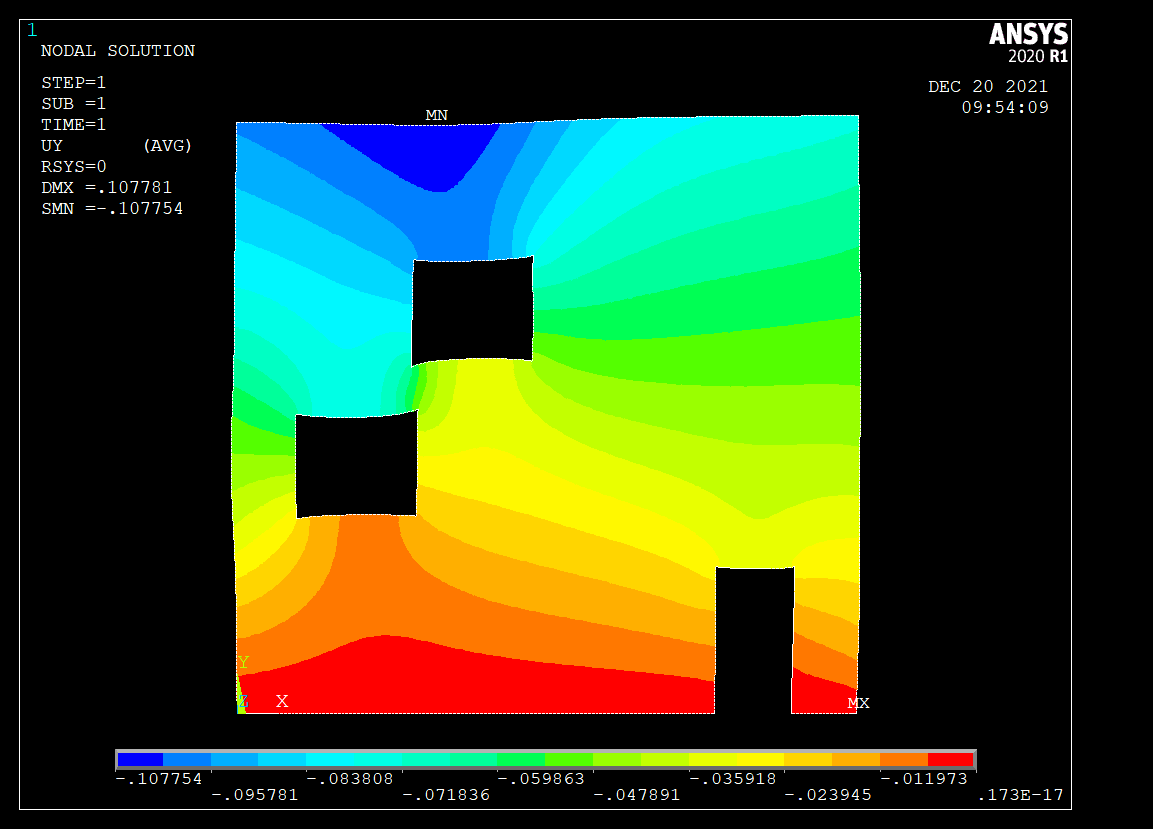 1
ANSYS
2020 R1
NODAL SOLUTION
STEP=1
SUB =1
TIME=1
UY (AVG)
RSYS=0
DMX =.107781
SMN =-.107754
DEC 20 2021
09:54:09
MN
Y
Z X
MX
-.107754 -.083808 -.059863 -.035918 -.011973
-.095781 -.071836 -.047891 -.023945 .173E-17